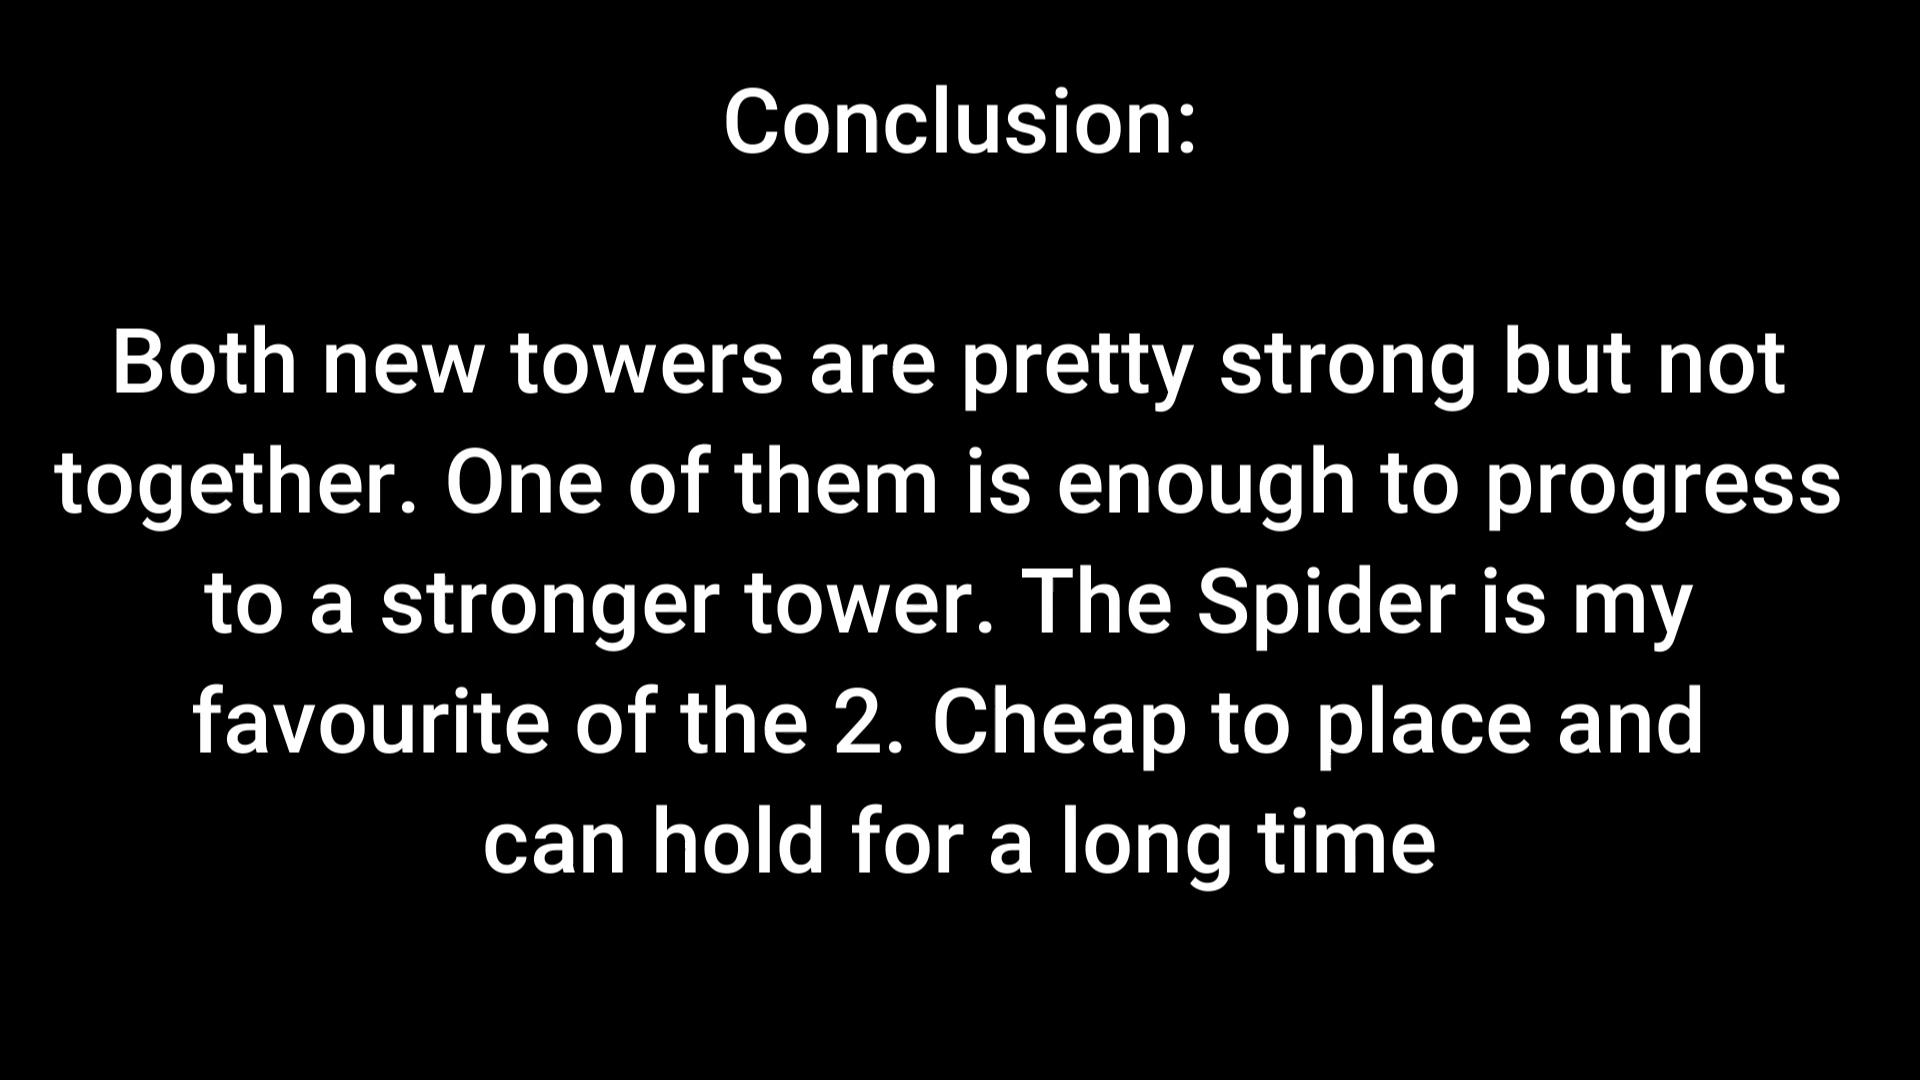 Conclusion:
Both new towers are pretty strong but not
together. One of them is enough to progress
to a stronger tower. The Spider is my
favourite of the 2. Cheap to place and
can hold for a long time